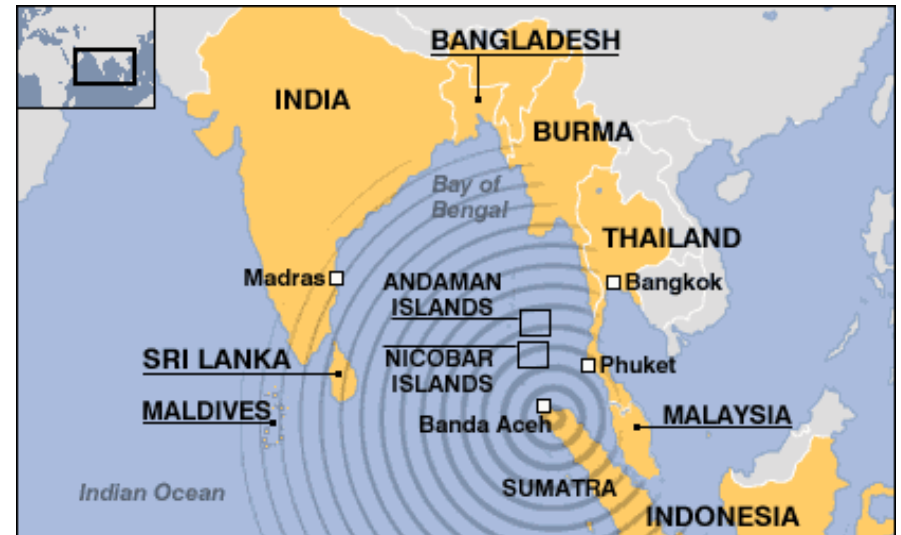 BANGLADESH
INDIA
BURMA
Bay of
Bengal
THAILAND
Madras
ANDAMAN
ISLANDS
Bangkok
SRI LANKA
NICOBAR
ISLANDS
Phuket
MALDIVES
Banda Aceh
MALAYSIA
Indian Ocean
SUMATRA
INDONESIA